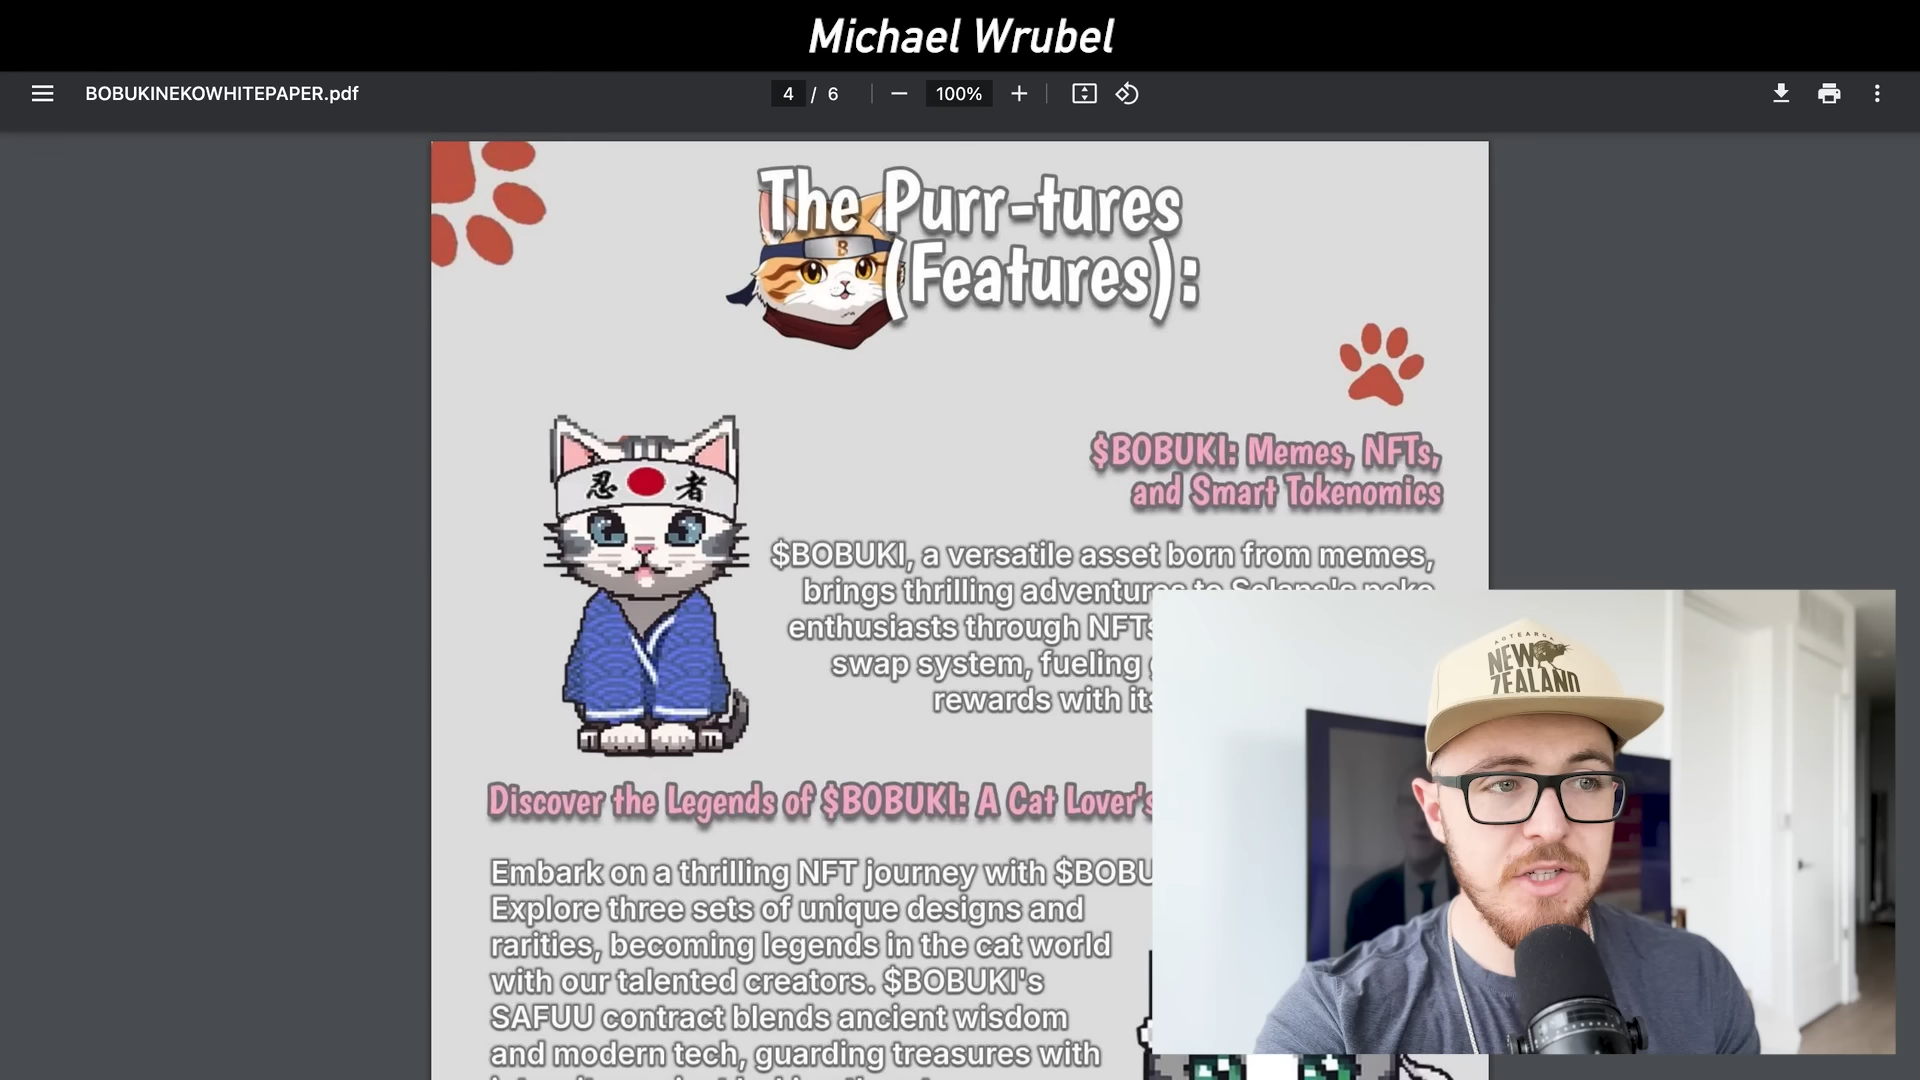 Michael Wrubel
BOBUKINEKOWHITEPAPER.pdf
4 / 6
100%
The Purr-tures
(Features):
B
忍 者
$BOBUKI: Memes, NFTs,
and Smart Tokenomics
$BOBUKI, a versatile asset born from memes,
brings thrilling adventures to Solana's neko
enthusiasts through NFTs
swap system, fueling
rewards with its
Discover the Legends of $BOBUKI: A Cat Lover's
Embark on a thrilling NFT journey with $BOBU
Explore three sets of unique designs and
rarities, becoming legends in the cat world
with our talented creators. $BOBUKI's
SAFUU contract blends ancient wisdom
and modern tech, guarding treasures with
AOTEAROA
NEW
ZEALAND